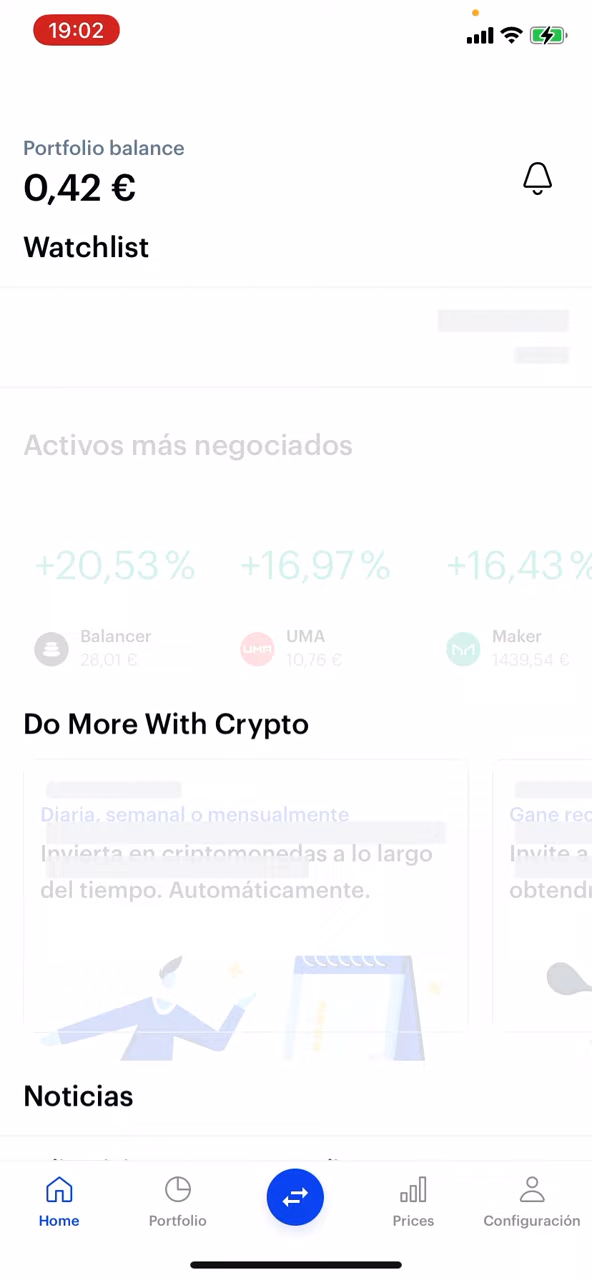 19:02
Portfolio balance
0,42 €
Watchlist
Activos más negociados
+20,53 % +16,97 % +16,43 %
Balancer UMA Maker
28,01 € UMA 10,76 € 1439,54 €
Do More With Crypto
Diaria, semanal o mensualmente
Invierta en criptomonedas a lo largo
del tiempo. Automáticamente.
Gane rec
Invite a
obtendr
Noticias
Home Portfolio Prices Configuración